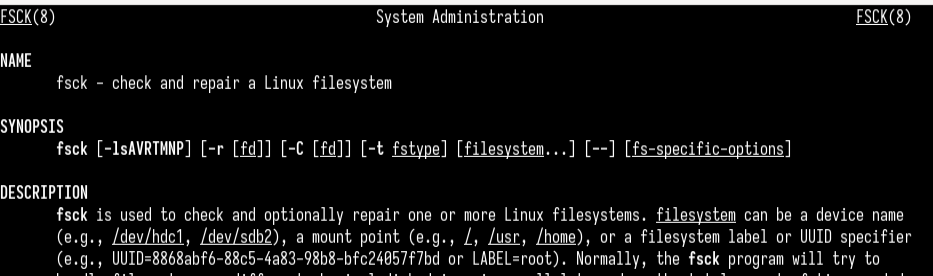 FSCK(8) System Administration FSCK(8)
NAME
fsck - check and repair a Linux filesystem
SYNOPSIS
fsck [-lsAVRTMNP] [-r [fd]] [-C [fd]] [-t fstype] [filesystem...] [--] [fs-specific-options]
DESCRIPTION
fsck is used to check and optionally repair one or more Linux filesystems. filesystem can be a device name
(e.g., /dev/hdc1, /dev/sdb2), a mount point (e.g., /, /usr, /home), or a filesystem label or UUID specifier
(e.g., UUID=8868abf6-88c5-4a83-98b8-bfc24057f7bd or LABEL=root). Normally, the fsck program will try to